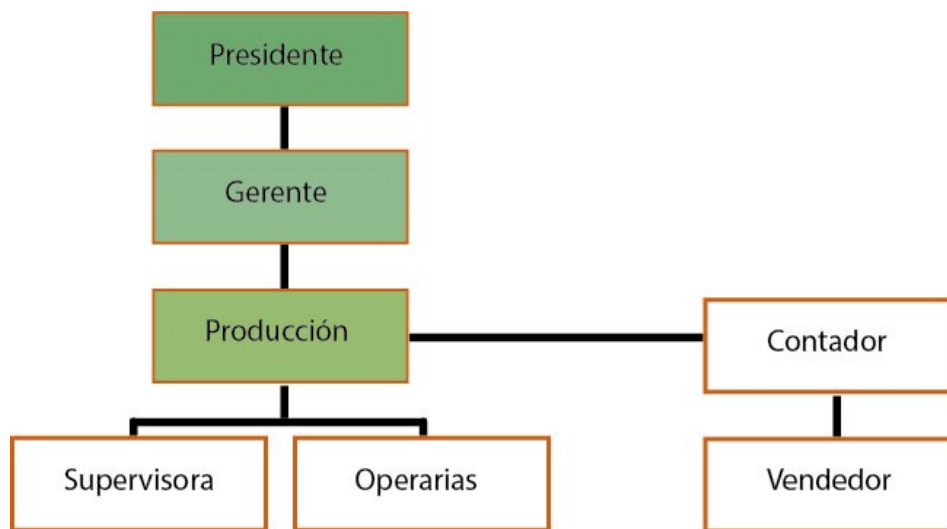 Presidente
Gerente
Producción
Contador
Supervisora
Operarias
Vendedor